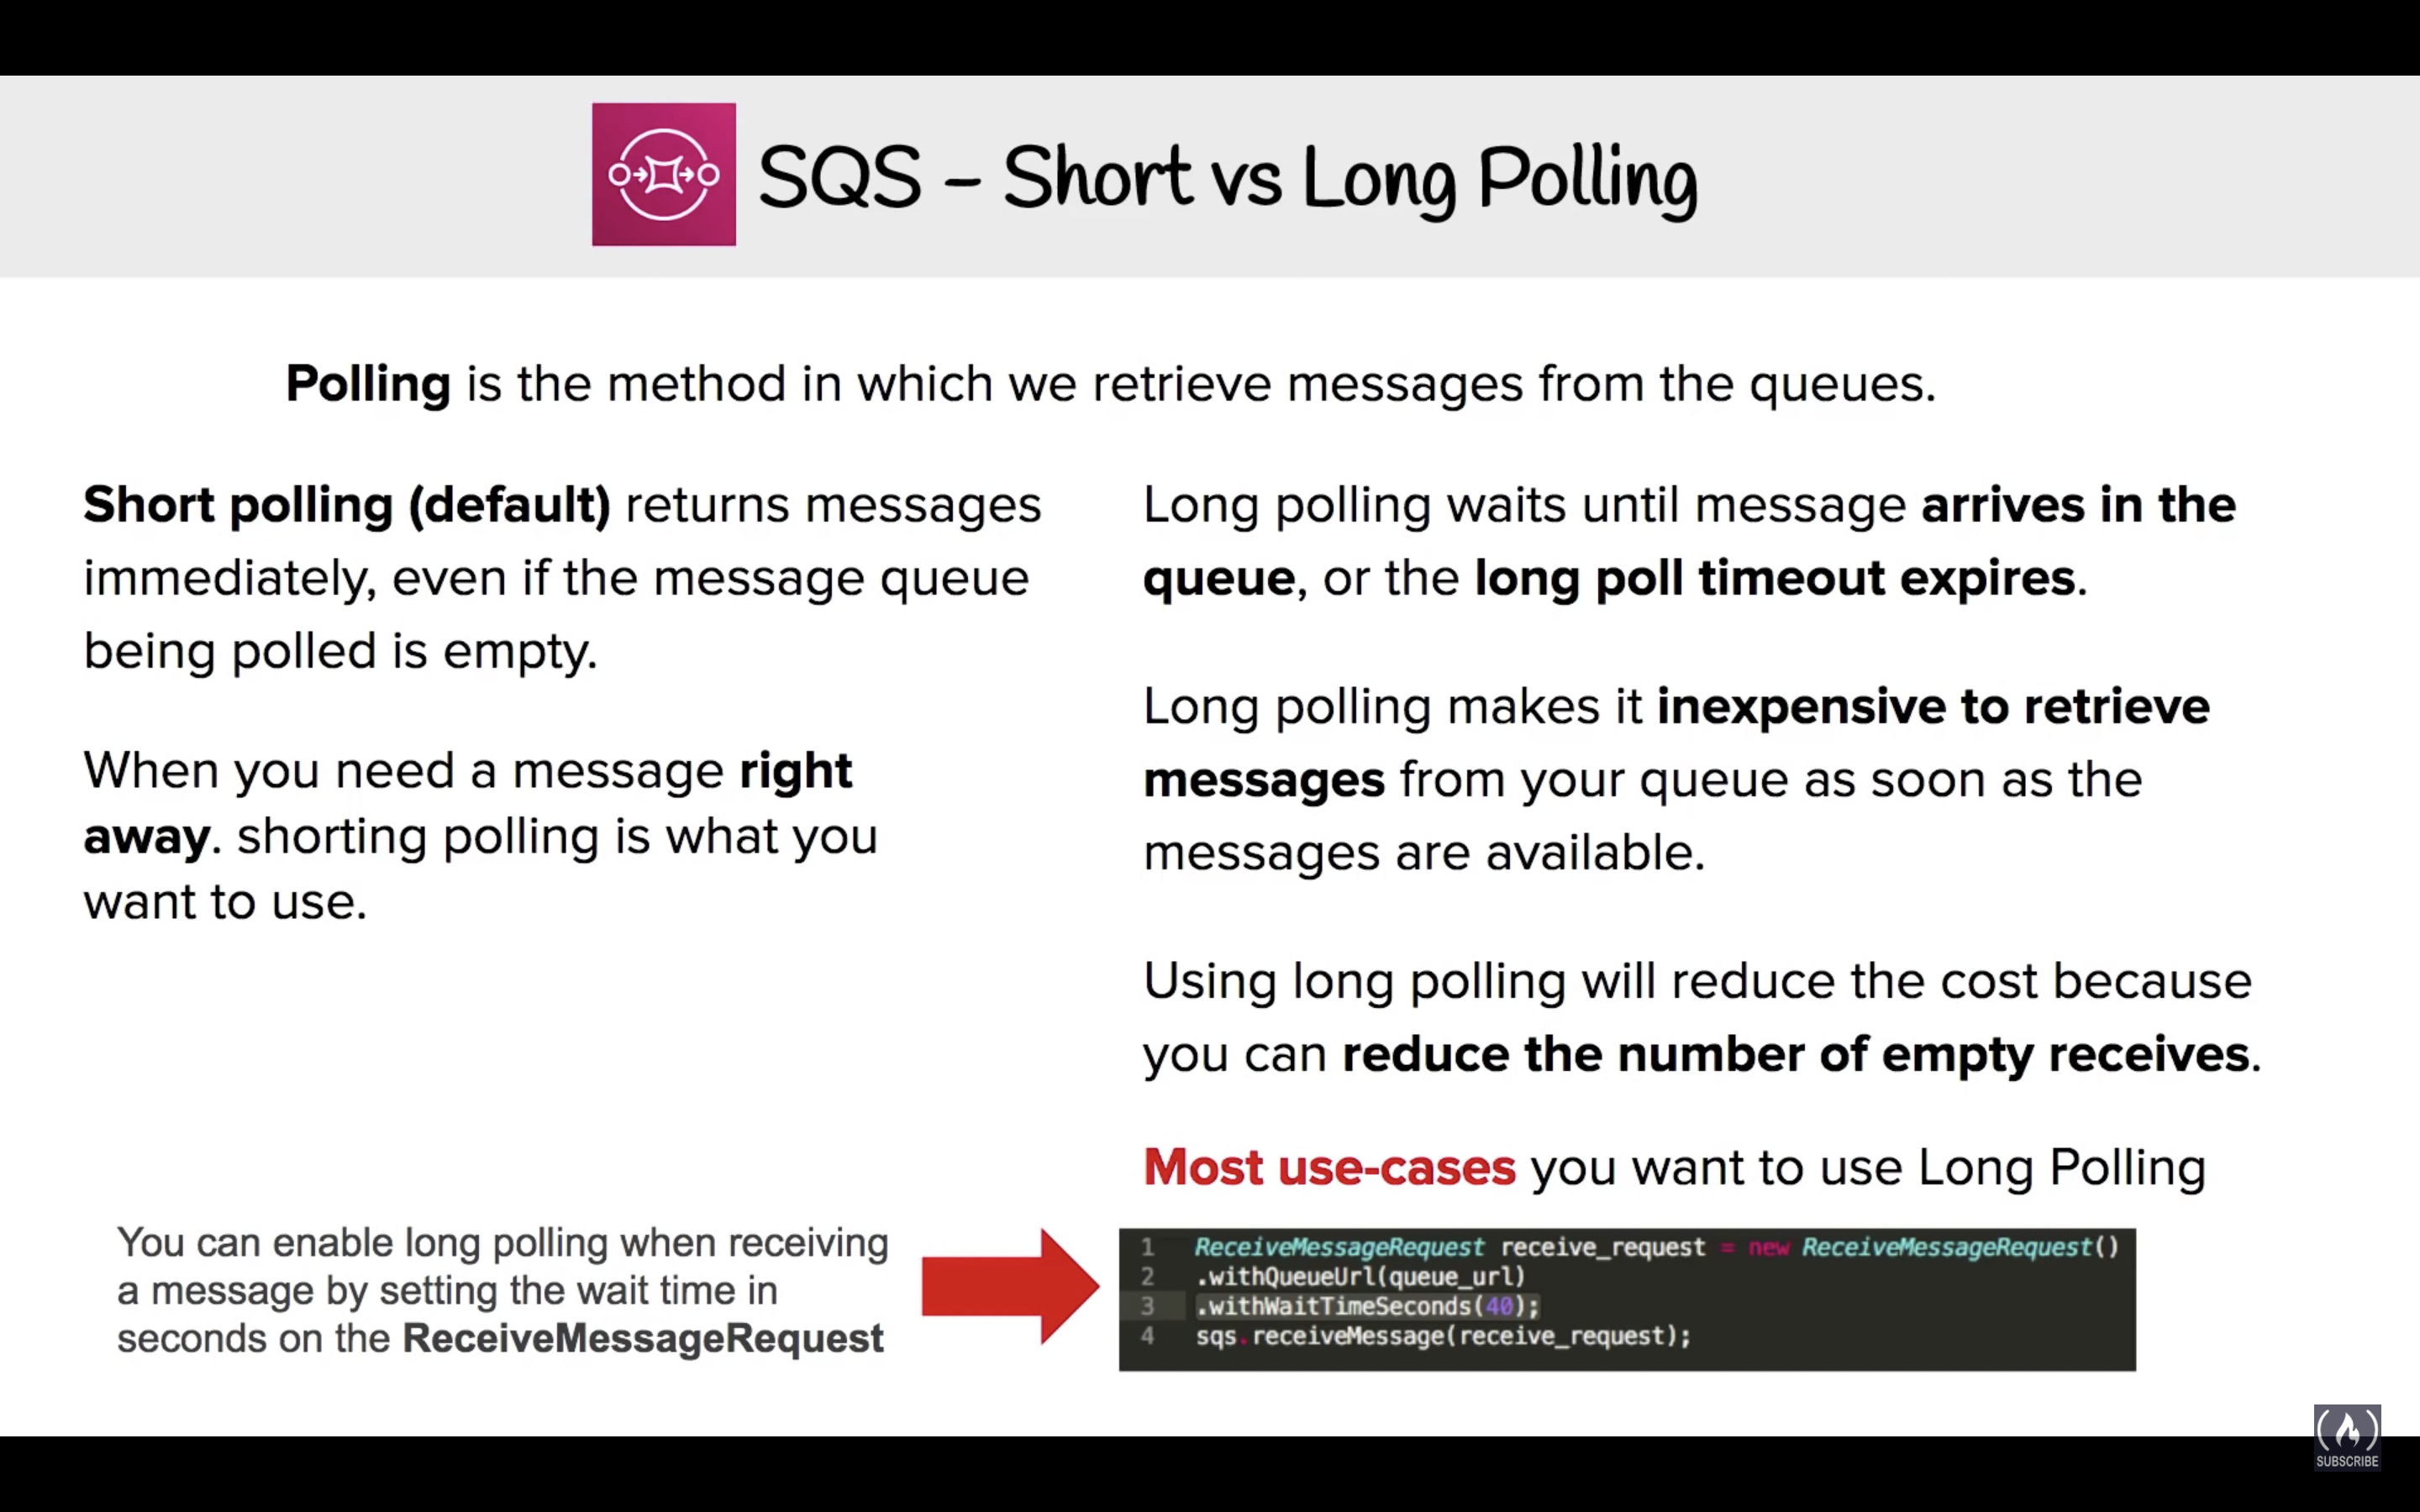 SQS – Short vs Long Polling
Polling is the method in which we retrieve messages from the queues.
Short polling (default) returns messages
immediately, even if the message queue
being polled is empty.
When you need a message right
away. shorting polling is what you
want to use.
Long polling waits until message arrives in the
queue, or the long poll timeout expires.
Long polling makes it inexpensive to retrieve
messages from your queue as soon as the
messages are available.
Using long polling will reduce the cost because
you can reduce the number of empty receives.
Most use-cases you want to use Long Polling
You can enable long polling when receiving
a message by setting the wait time in
seconds on the ReceiveMessageRequest
1 ReceiveMessageRequest receive_request = new ReceiveMessageRequest()
2 .withQueueUrl(queue_url)
3 .withWaitTimeSeconds(40);
4 sqs.receiveMessage(receive_request);
SUBSCRIBE